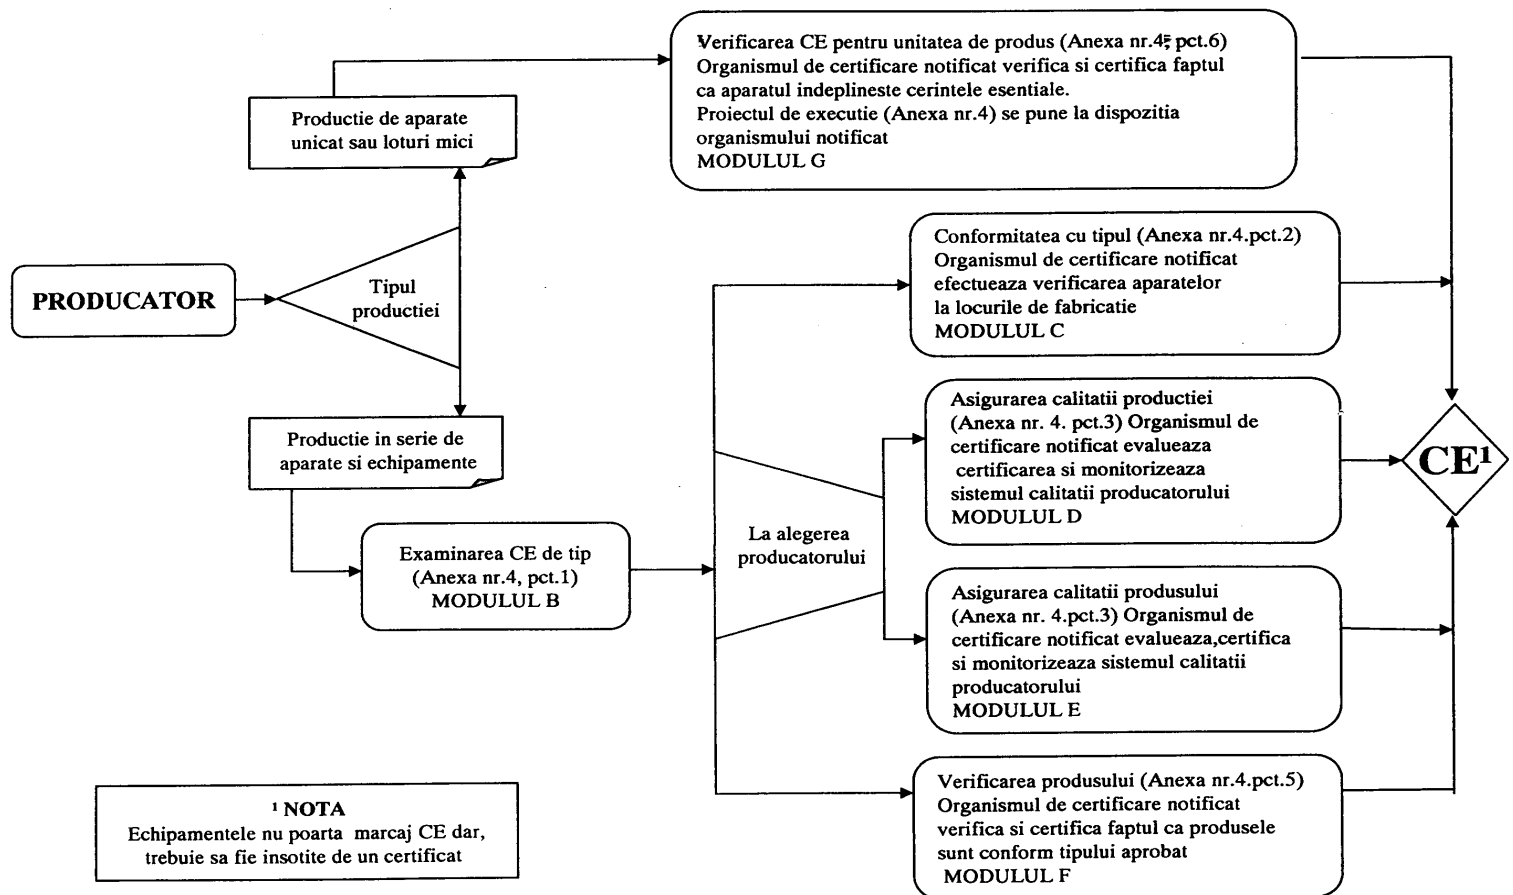 Verificarea CE pentru unitatea de produs (Anexa nr.4, pct.6)
Organismul de certificare notificat verifica si certifica faptul
ca aparatul indeplineste cerintele esentiale.
Proiectul de executie (Anexa nr.4) se pune la dispozitia
organismului notificat
MODULUL G
Productie de aparate
unicat sau loturi mici
PRODUCATOR
Tipul
productiei
Productie in serie de
aparate si echipamente
Examinarea CE de tip
(Anexa nr.4, pct.1)
MODULUL B
La alegerea
producatorului
Conformitatea cu tipul (Anexa nr.4.pct.2)
Organismul de certificare notificat
efectueaza verificarea aparatelor
la locurile de fabricatie
MODULUL C
Asigurarea calitatii productiei
(Anexa nr. 4. pct.3) Organismul de
certificare notificat evalueaza
certificarea si monitorizeaza
sistemul calitatii producatorului
MODULUL D
Asigurarea calitatii produsului
(Anexa nr. 4.pct.3) Organismul de
certificare notificat evalueaza,certifica
si monitorizeaza sistemul calitatii
producatorului
MODULUL E
Verificarea produsului (Anexa nr.4.pct.5)
Organismul de certificare notificat
verifica si certifica faptul ca produsele
sunt conform tipului aprobat
MODULUL F
CE¹
¹ NOTA
Echipamentele nu poarta marcaj CE dar,
trebuie sa fie insotite de un certificat